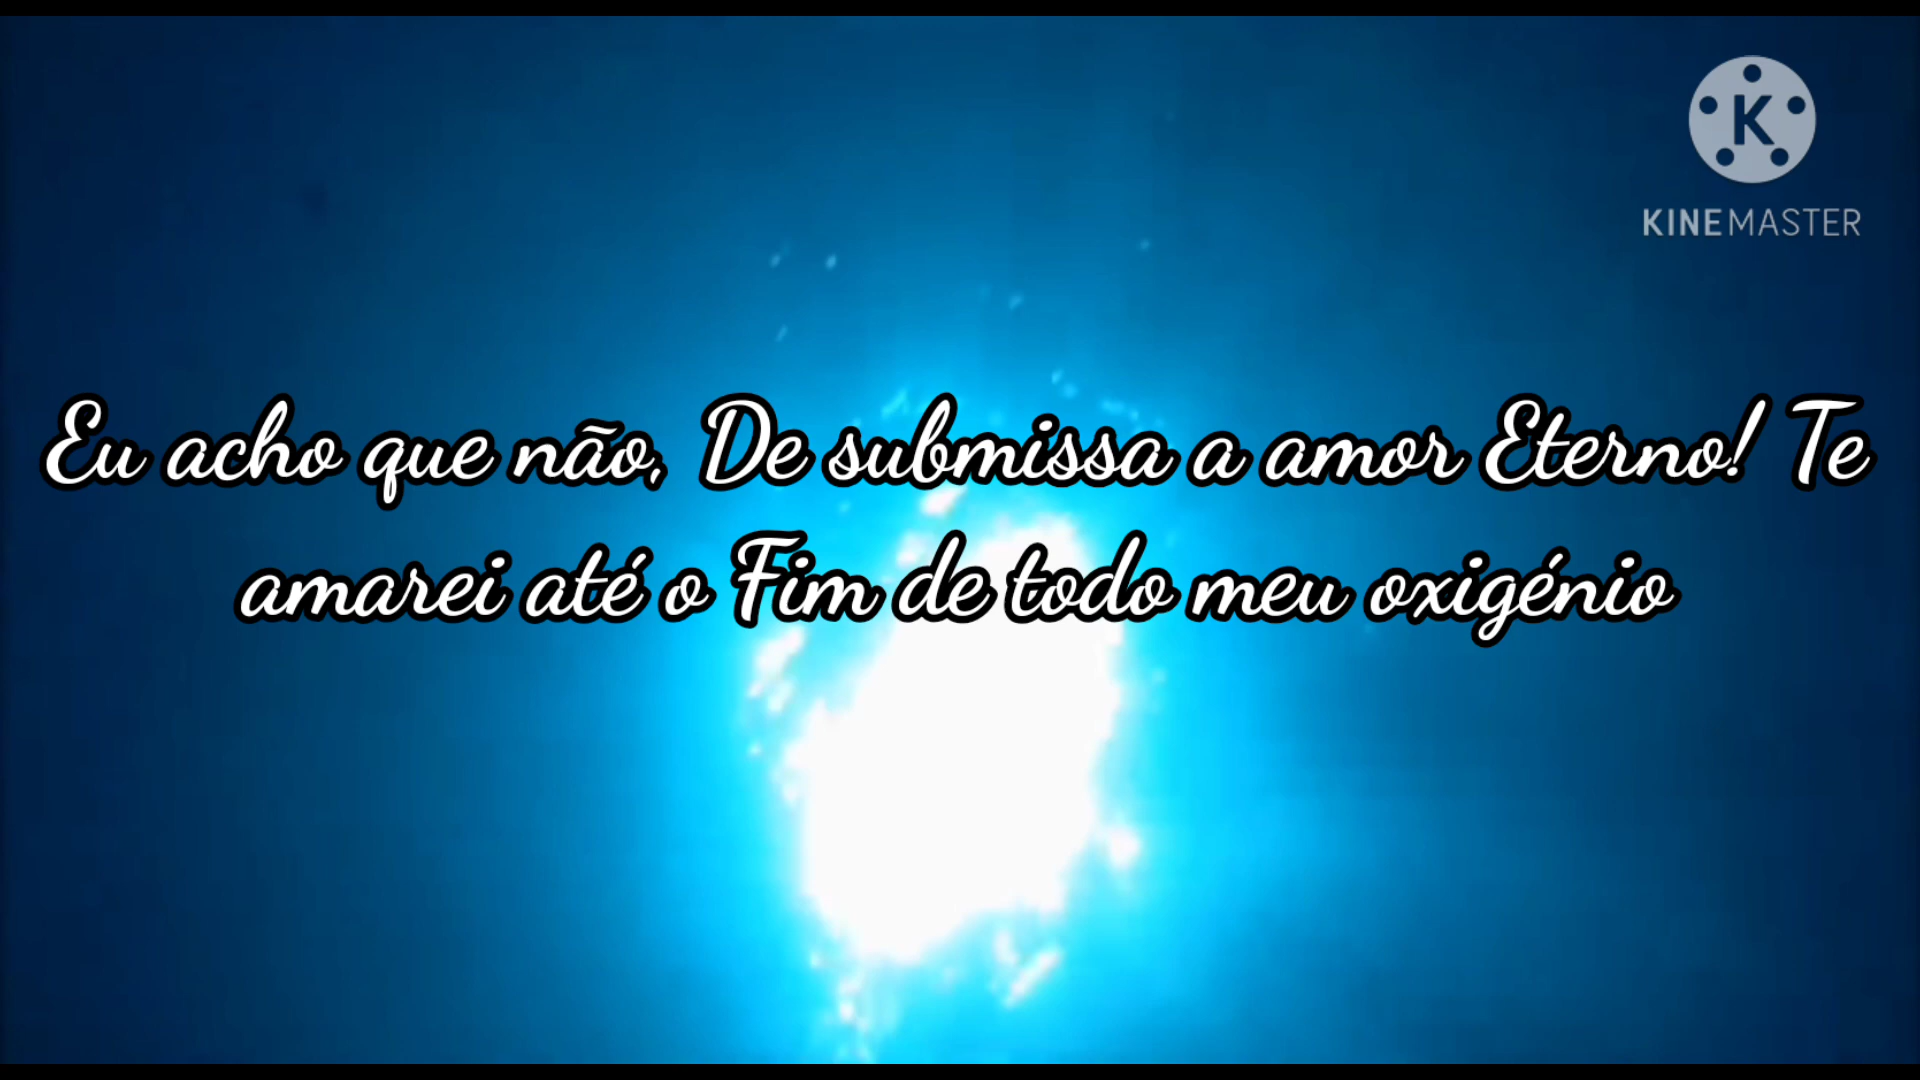 K
KINEMASTER
Eu acho que não, De submissa a amor Eterno! Te
amarei até o Fim de todo meu oxigénio